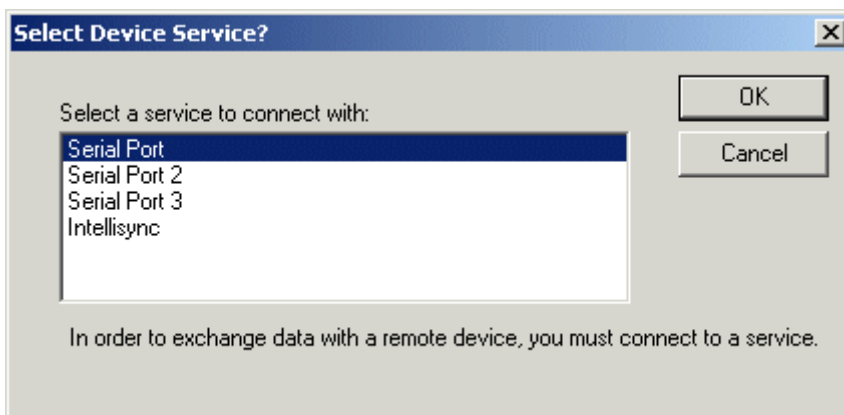 Select Device Service?
Select a service to connect with:
OK
Serial Port
Cancel
Serial Port 2
Serial Port 3
Intellisync
In order to exchange data with a remote device, you must connect to a service.